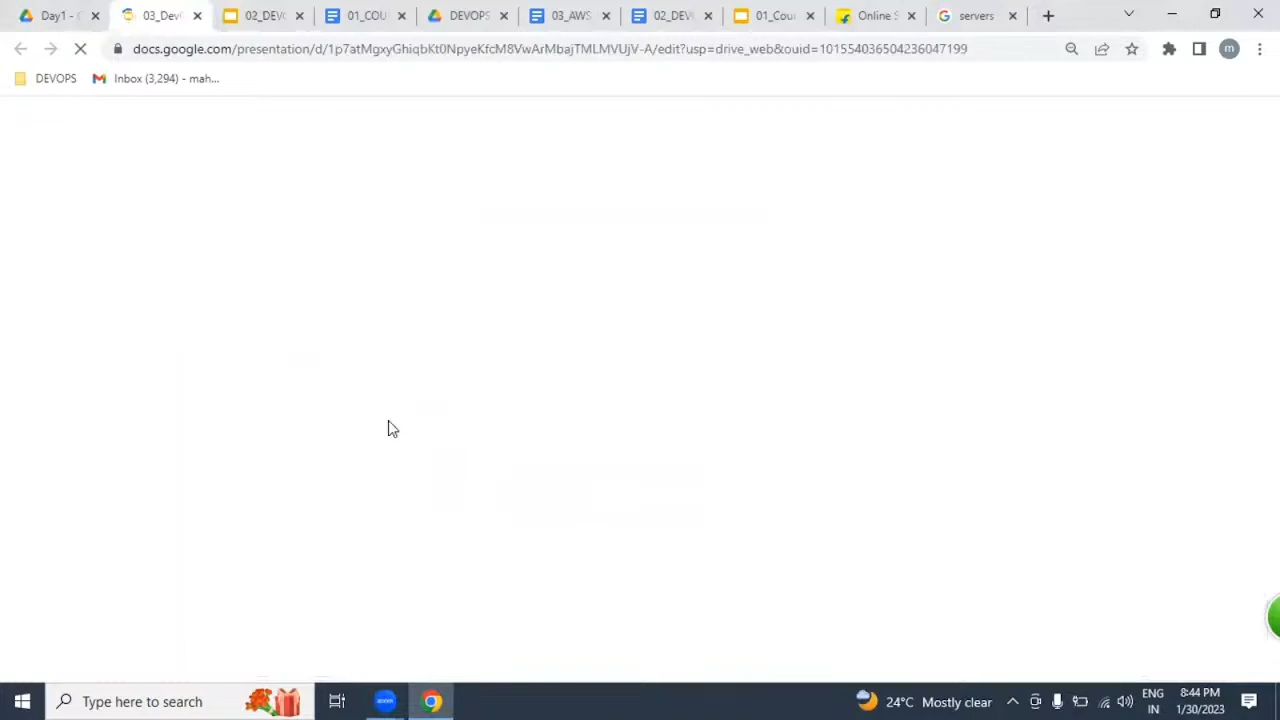 Day1 - G
03_Dev
02_DEV
01_COU
DEVOPS
03_AWS
02_DEV
01_Cour
Online S
servers
docs.google.com/presentation/d/1p7atMgxyGhiqbKt0NpyeKfcM8VwArMbajTMLMVUjV-A/edit?usp=drive_web&ouid=101554036504236047199
m
DEVOPS
Inbox (3,294) - mah...
Type here to search
zoom
24°C Mostly clear
ENG
IN
8:44 PM
1/30/2023